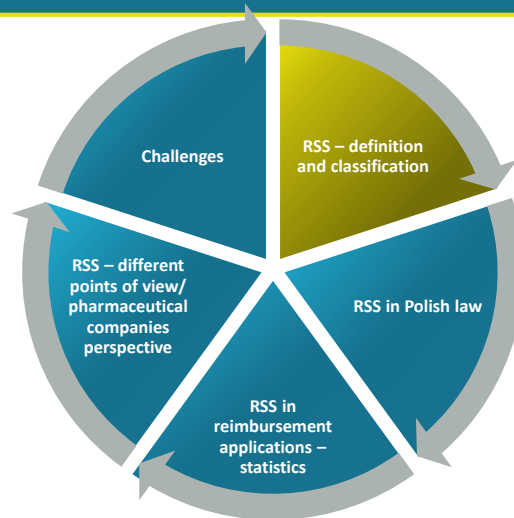 RSS – definition
and classification
RSS in Polish law
RSS in
reimbursement
applications –
statistics
RSS – different
points of view/
pharmaceutical
companies
perspective
Challenges